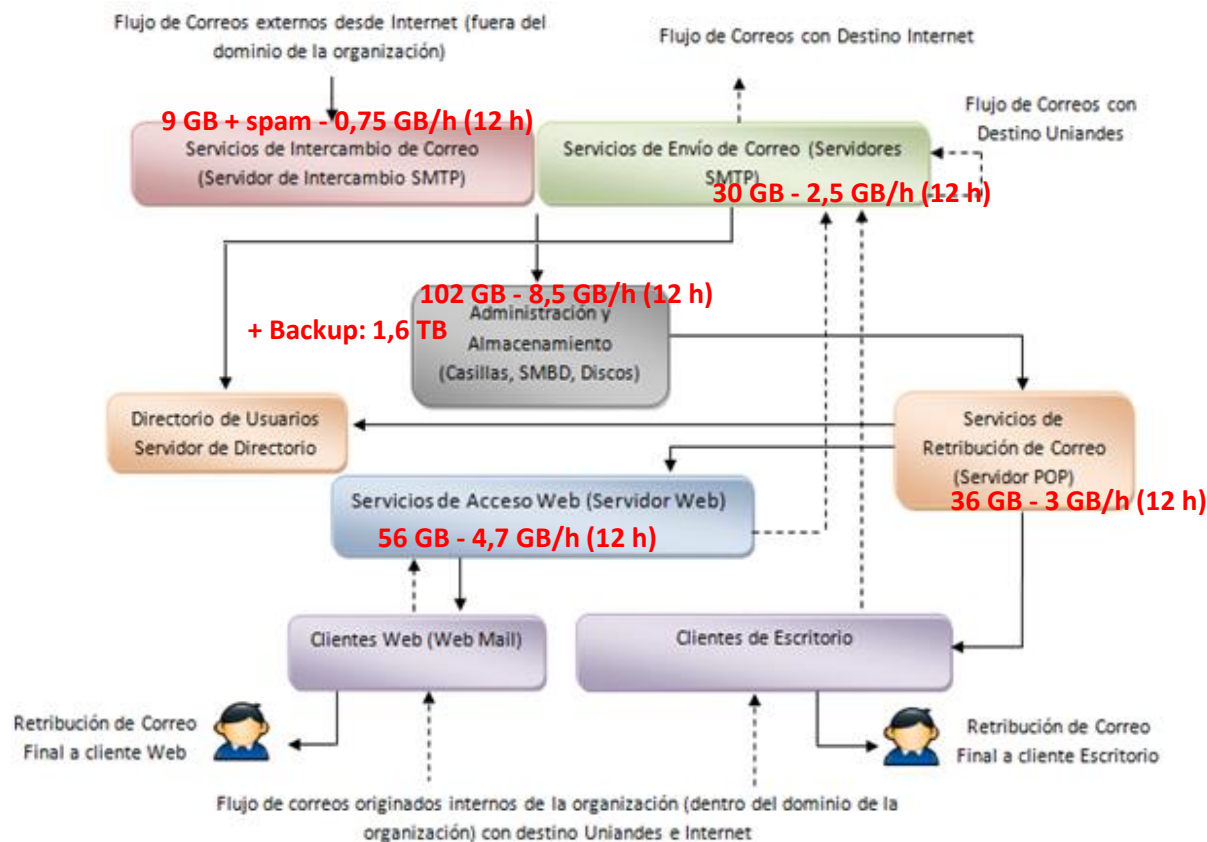 Flujo de Correos externos desde Internet (fuera del
dominio de la organización)
Flujo de Correos con Destino Internet
Flujo de Correos con
Destino Uniandes
9 GB + spam - 0,75 GB/h (12 h)
Servicios de Intercambio de Correo
(Servidor de Intercambio SMTP)
Servicios de Envío de Correo (Servidores
SMTP)
30 GB - 2,5 GB/h (12 h)
102 GB - 8,5 GB/h (12 h)
+ Backup: 1,6 TB
Administración y
Almacenamiento
(Casillas, SMBD, Discos)
Directorio de Usuarios
Servidor de Directorio
Servicios de
Retribución de Correo
(Servidor POP)
36 GB - 3 GB/h (12 h)
Servicios de Acceso Web (Servidor Web)
56 GB - 4,7 GB/h (12 h)
Clientes Web (Web Mail)
Clientes de Escritorio
Retribución de Correo
Final a cliente Web
Retribución de Correo
Final a cliente Escritorio
Flujo de correos originados internos de la organización (dentro del dominio de la
organización) con destino Uniandes e Internet